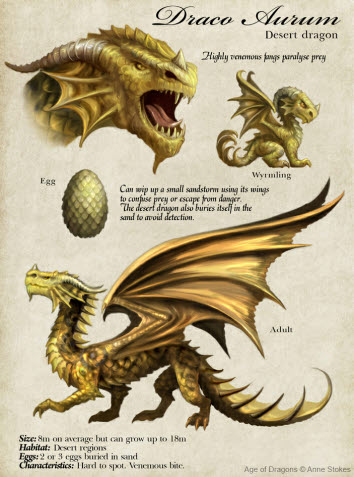 Draco Aurum
Desert dragon
Highly venemous fangs paralyse prey
Wyrmling
Egg
Can wip up a small sandstorm using its wings
to confuse prey or escape from danger.
The desert dragon also buries itself in the
sand to avoid detection.
Adult
Size: 8m on average but can grow up to 18m
Habitat: Desert regions
Eggs: 2 or 3 eggs buried in sand
Characteristics: Hard to spot. Venemous bite.
Age of Dragons © Anne Stokes